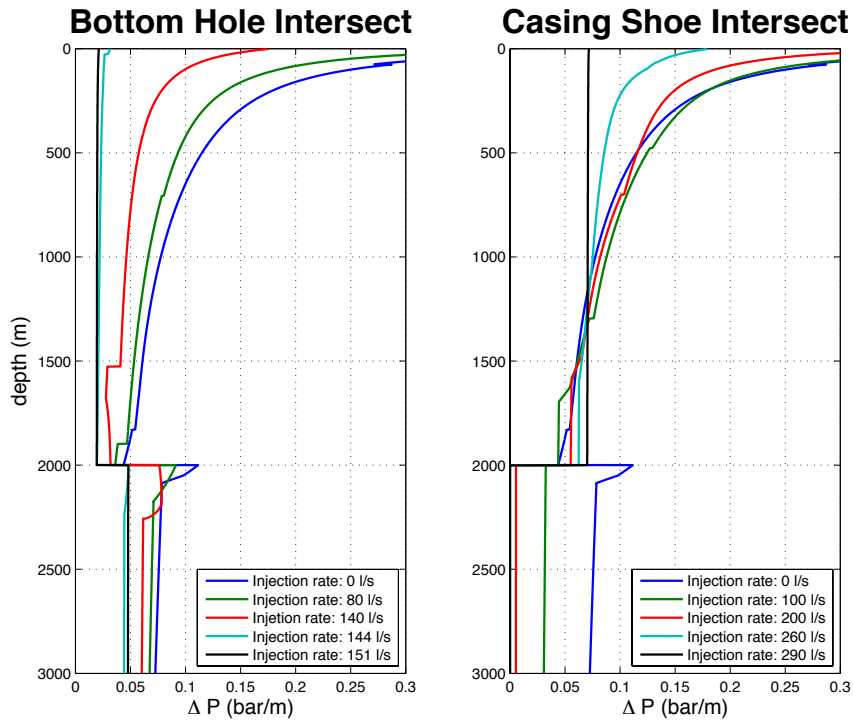 Bottom Hole Intersect
0
500
1000
1500
2000
2500
3000
depth (m)
0
0.05
0.1
0.15
0.2
0.25
0.3
Δ P (bar/m)
Injection rate: 0 l/s
Injection rate: 80 l/s
Injetion rate: 140 l/s
Injection rate: 144 l/s
Injection rate: 151 l/s
Casing Shoe Intersect
0
500
1000
1500
2000
2500
3000
0
0.05
0.1
0.15
0.2
0.25
0.3
Δ P (bar/m)
Injection rate: 0 l/s
Injection rate: 100 l/s
Injection rate: 200 l/s
Injection rate: 260 l/s
Injection rate: 290 l/s